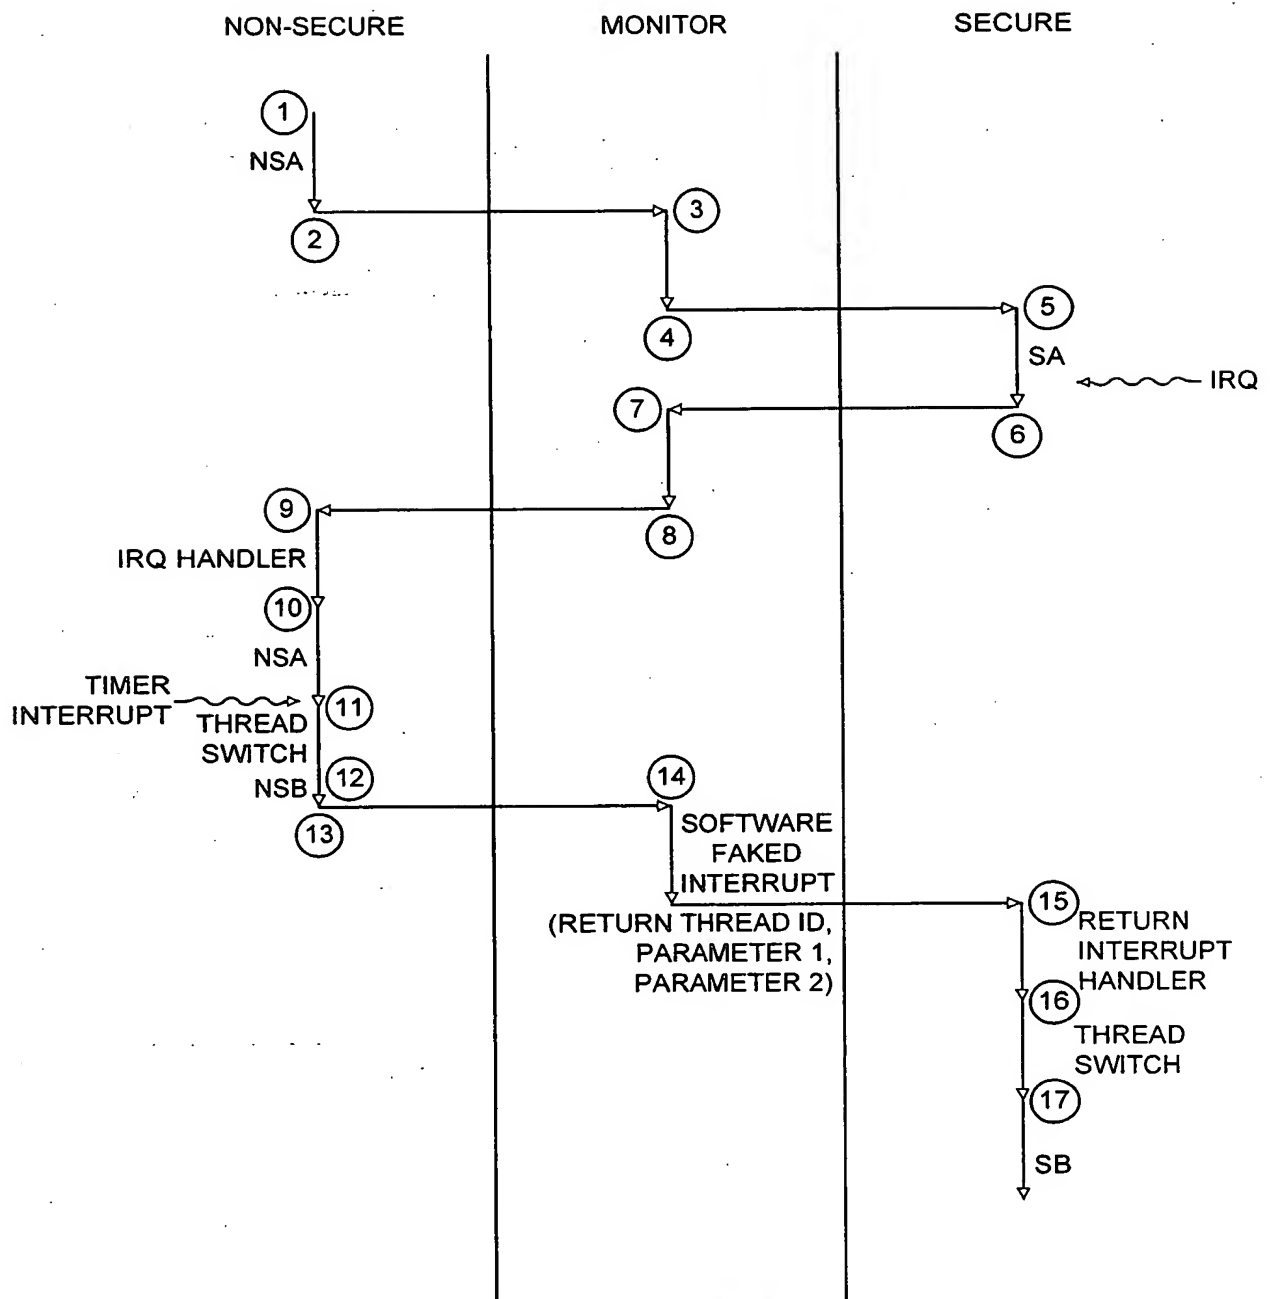 NON-SECURE
MONITOR
SECURE
1
NSA
2
3
4
5
SA
IRQ
6
7
8
9
IRQ HANDLER
10
NSA
TIMER
INTERRUPT
11
THREAD
SWITCH
12
NSB
13
14
SOFTWARE
FAKED
INTERRUPT
(RETURN THREAD ID,
PARAMETER 1,
PARAMETER 2)
15
RETURN
INTERRUPT
HANDLER
16
THREAD
SWITCH
17
SB